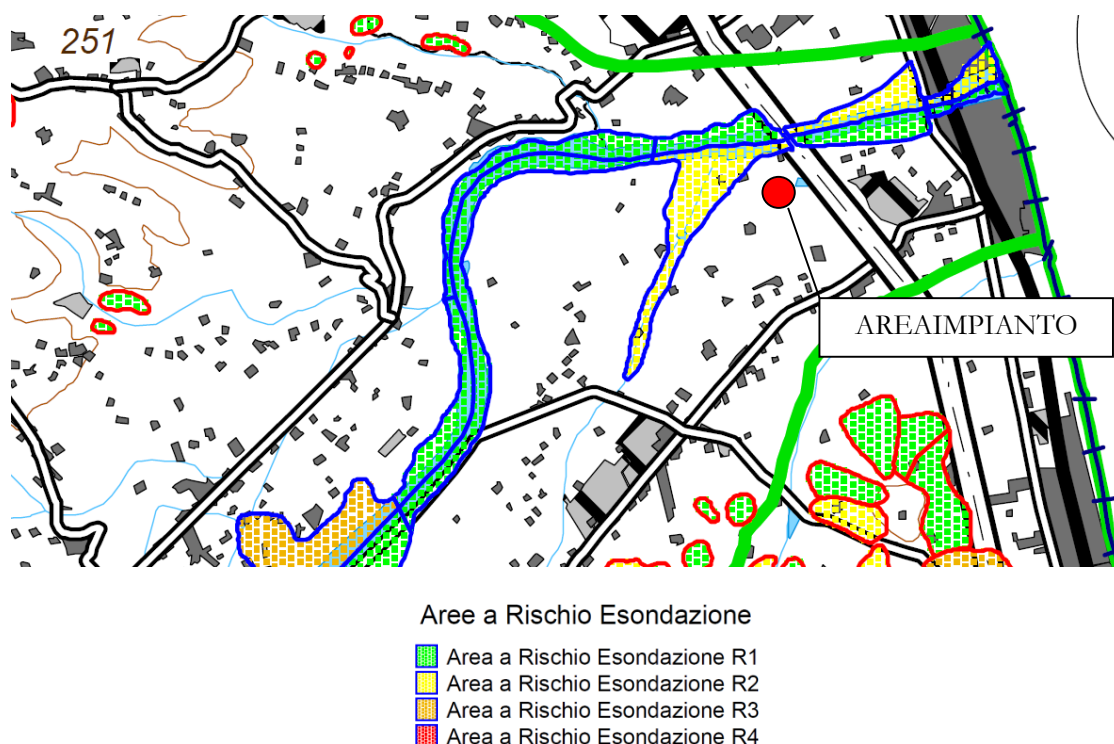 251
AREAIMPIANTO
Aree a Rischio Esondazione
Area a Rischio Esondazione R1
Area a Rischio Esondazione R2
Area a Rischio Esondazione R3
Area a Rischio Esondazione R4